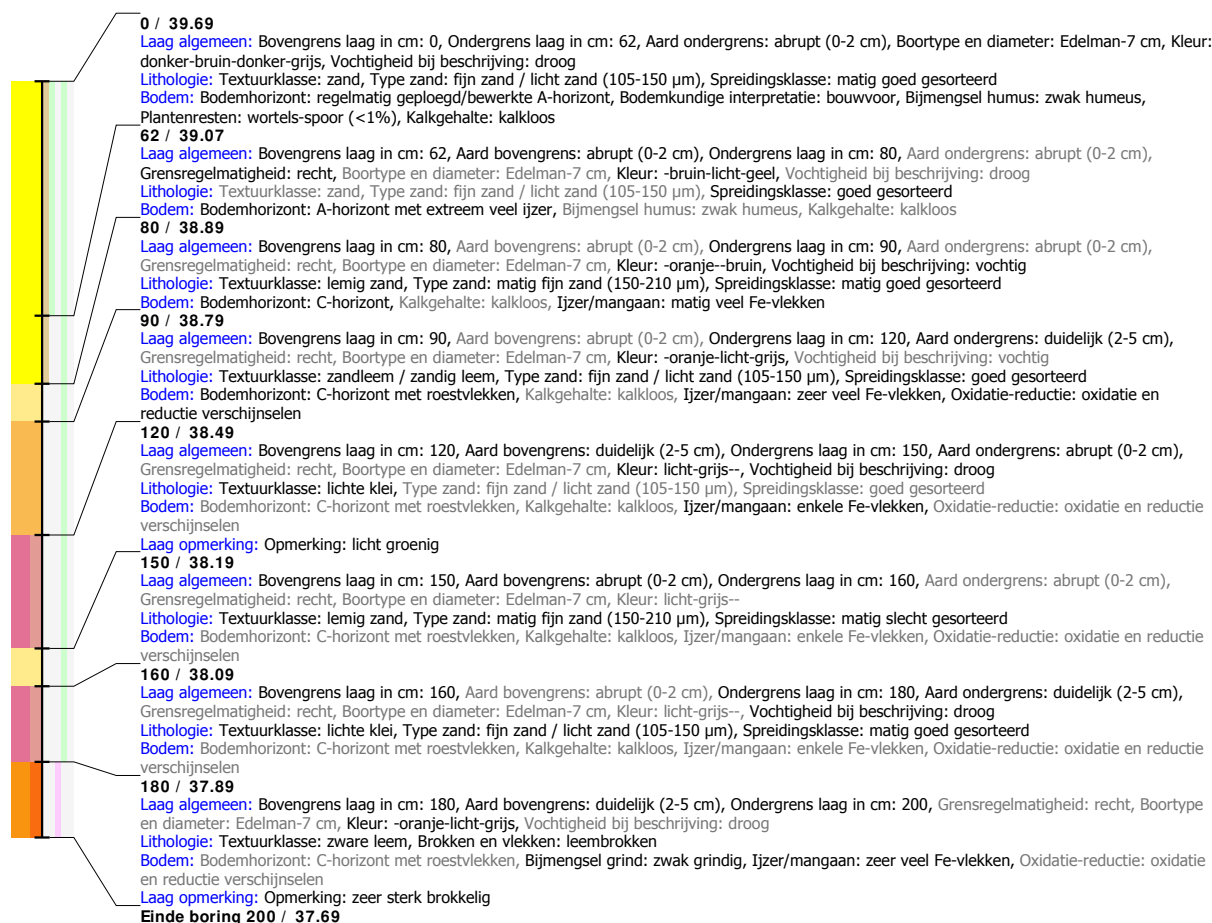 0 / 39.69
Laag algemeen: Bovengrens laag in cm: 0, Ondergrens laag in cm: 62, Aard ondergrens: abrupt (0-2 cm), Boortype en diameter: Edelman-7 cm, Kleur:
donker-bruin-donker-grijs, Vochtigheid bij beschrijving: droog
Lithologie: Textuurklasse: zand, Type zand: fijn zand / licht zand (105-150 µm), Spreidingsklasse: matig goed gesorteerd
Bodem: Bodemhorizont: regelmatig geploegd/bewerkte A-horizont, Bodemkundige interpretatie: bouwvoor, Bijmengsel humus: zwak humeus,
Plantenresten: wortels-spoor (<1%), Kalkgehalte: kalkloos
62 / 39.07
Laag algemeen: Bovengrens laag in cm: 62, Aard bovengrens: abrupt (0-2 cm), Ondergrens laag in cm: 80, Aard ondergrens: abrupt (0-2 cm),
Grensregelmatigheid: recht, Boortype en diameter: Edelman-7 cm, Kleur: -bruin-licht-geel, Vochtigheid bij beschrijving: droog
Lithologie: Textuurklasse: zand, Type zand: fijn zand / licht zand (105-150 µm), Spreidingsklasse: goed gesorteerd
Bodem: Bodemhorizont: A-horizont met extreem veel ijzer, Bijmengsel humus: zwak humeus, Kalkgehalte: kalkloos
80 / 38.89
Laag algemeen: Bovengrens laag in cm: 80, Aard bovengrens: abrupt (0-2 cm), Ondergrens laag in cm: 90, Aard ondergrens: abrupt (0-2 cm),
Grensregelmatigheid: recht, Boortype en diameter: Edelman-7 cm, Kleur: -oranje--bruin, Vochtigheid bij beschrijving: vochtig
Lithologie: Textuurklasse: lemig zand, Type zand: matig fijn zand (150-210 µm), Spreidingsklasse: matig goed gesorteerd
Bodem: Bodemhorizont: C-horizont, Kalkgehalte: kalkloos, Ijzer/mangaan: matig veel Fe-vlekken
90 / 38.79
Laag algemeen: Bovengrens laag in cm: 90, Aard bovengrens: abrupt (0-2 cm), Ondergrens laag in cm: 120, Aard ondergrens: duidelijk (2-5 cm),
Grensregelmatigheid: recht, Boortype en diameter: Edelman-7 cm, Kleur: -oranje-licht-grijs, Vochtigheid bij beschrijving: vochtig
Lithologie: Textuurklasse: zandleem / zandig leem, Type zand: fijn zand / licht zand (105-150 µm), Spreidingsklasse: goed gesorteerd
Bodem: Bodemhorizont: C-horizont met roestvlekken, Kalkgehalte: kalkloos, Ijzer/mangaan: zeer veel Fe-vlekken, Oxidatie-reductie: oxidatie en
reductie verschijnselen
120 / 38.49
Laag algemeen: Bovengrens laag in cm: 120, Aard bovengrens: duidelijk (2-5 cm), Ondergrens laag in cm: 150, Aard ondergrens: abrupt (0-2 cm),
Grensregelmatigheid: recht, Boortype en diameter: Edelman-7 cm, Kleur: licht-grijs--, Vochtigheid bij beschrijving: droog
Lithologie: Textuurklasse: lichte klei, Type zand: fijn zand / licht zand (105-150 µm), Spreidingsklasse: goed gesorteerd
Bodem: Bodemhorizont: C-horizont met roestvlekken, Kalkgehalte: kalkloos, Ijzer/mangaan: enkele Fe-vlekken, Oxidatie-reductie: oxidatie en reductie
verschijnselen
Laag opmerking: Opmerking: licht groenig
150 / 38.19
Laag algemeen: Bovengrens laag in cm: 150, Aard bovengrens: abrupt (0-2 cm), Ondergrens laag in cm: 160, Aard ondergrens: abrupt (0-2 cm),
Grensregelmatigheid: recht, Boortype en diameter: Edelman-7 cm, Kleur: licht-grijs--
Lithologie: Textuurklasse: lemig zand, Type zand: matig fijn zand (150-210 µm), Spreidingsklasse: matig slecht gesorteerd
Bodem: Bodemhorizont: C-horizont met roestvlekken, Kalkgehalte: kalkloos, Ijzer/mangaan: enkele Fe-vlekken, Oxidatie-reductie: oxidatie en reductie
verschijnselen
160 / 38.09
Laag algemeen: Bovengrens laag in cm: 160, Aard bovengrens: abrupt (0-2 cm), Ondergrens laag in cm: 180, Aard ondergrens: duidelijk (2-5 cm),
Grensregelmatigheid: recht, Boortype en diameter: Edelman-7 cm, Kleur: licht-grijs--, Vochtigheid bij beschrijving: droog
Lithologie: Textuurklasse: lichte klei, Type zand: fijn zand / licht zand (105-150 µm), Spreidingsklasse: matig goed gesorteerd
Bodem: Bodemhorizont: C-horizont met roestvlekken, Kalkgehalte: kalkloos, Ijzer/mangaan: enkele Fe-vlekken, Oxidatie-reductie: oxidatie en reductie
verschijnselen
180 / 37.89
Laag algemeen: Bovengrens laag in cm: 180, Aard bovengrens: duidelijk (2-5 cm), Ondergrens laag in cm: 200, Grensregelmatigheid: recht, Boortype
en diameter: Edelman-7 cm, Kleur: -oranje-licht-grijs, Vochtigheid bij beschrijving: droog
Lithologie: Textuurklasse: zware leem, Brokken en vlekken: leembrokken
Bodem: Bodemhorizont: C-horizont met roestvlekken, Bijmengsel grind: zwak grindig, Ijzer/mangaan: zeer veel Fe-vlekken, Oxidatie-reductie: oxidatie
en reductie verschijnselen
Laag opmerking: Opmerking: zeer sterk brokkelig
Einde boring 200 / 37.69